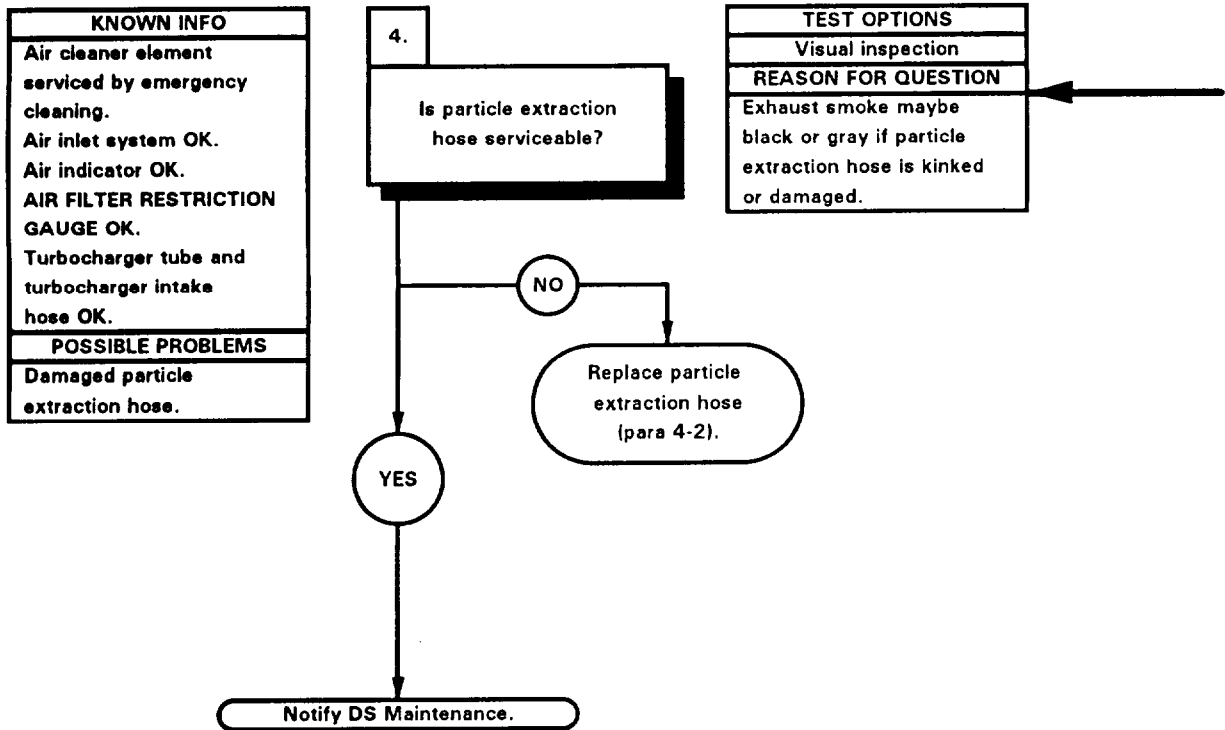 KNOWN INFO
Air cleaner element
serviced by emergency
cleaning.
Air inlet system OK.
Air indicator OK.
AIR FILTER RESTRICTION
GAUGE OK.
Turbocharger tube and
turbocharger intake
hose OK.
POSSIBLE PROBLEMS
Damaged particle
extraction hose.
4.
Is particle extraction
hose serviceable?
TEST OPTIONS
Visual inspection
REASON FOR QUESTION
Exhaust smoke maybe
black or gray if particle
extraction hose is kinked
or damaged.
NO
Replace particle
extraction hose
(para 4-2).
YES
Notify DS Maintenance.